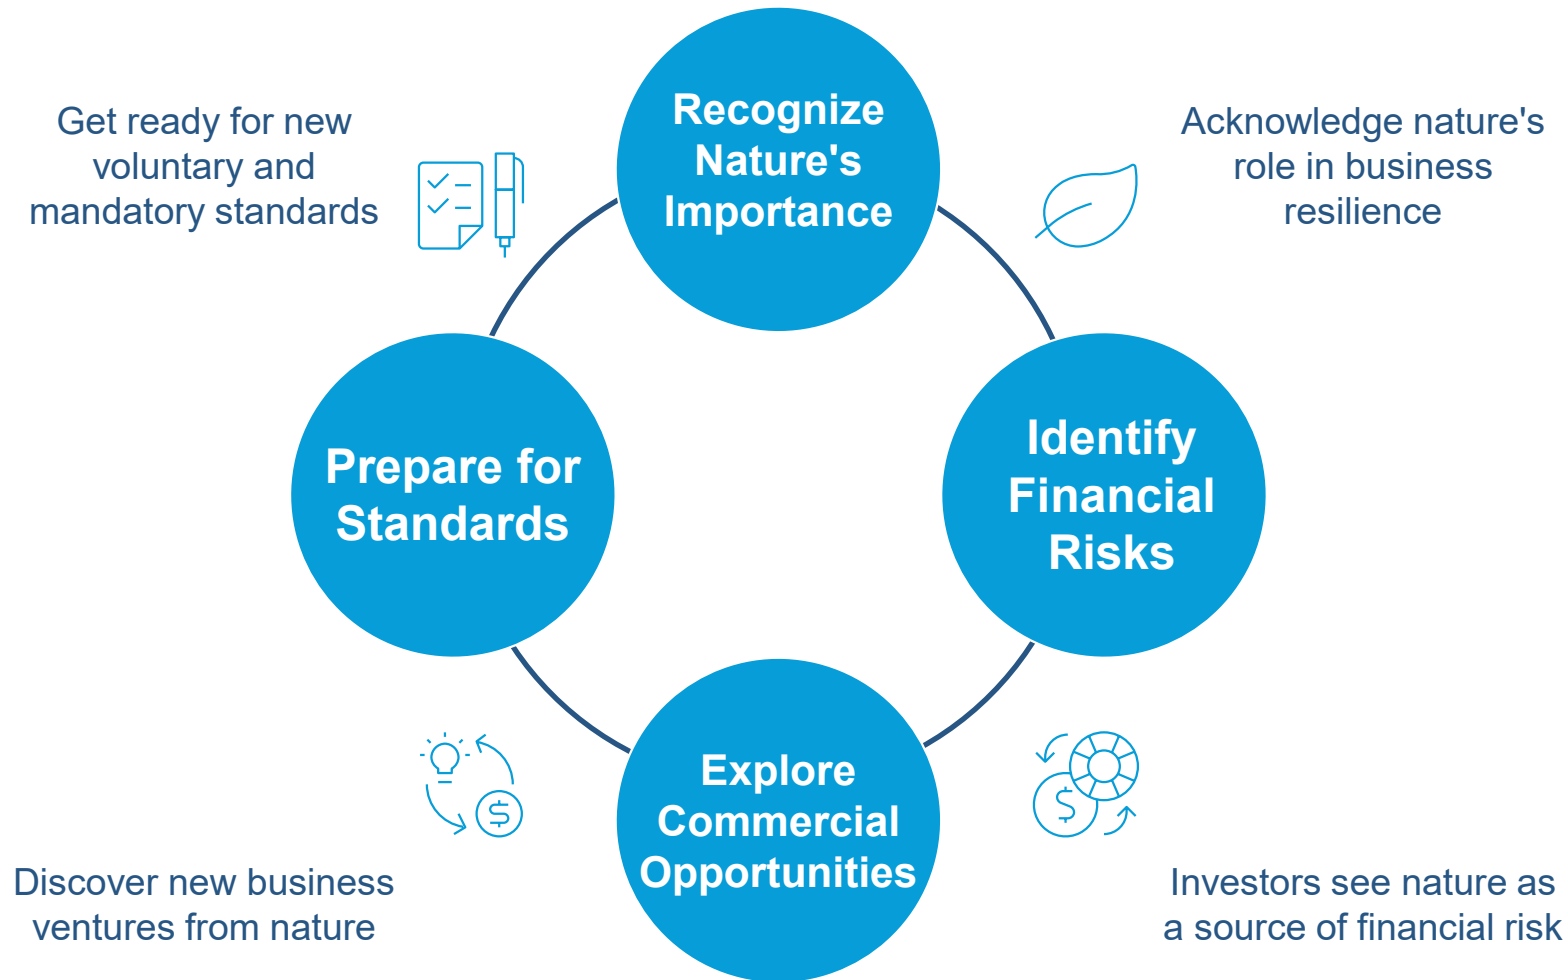 Recognize
Nature's
Importance
Acknowledge nature's
role in business
resilience
Identify
Financial
Risks
Investors see nature as
a source of financial risk
Explore
Commercial
Opportunities
Discover new business
ventures from nature
Prepare for
Standards
Get ready for new
voluntary and
mandatory standards
$
$